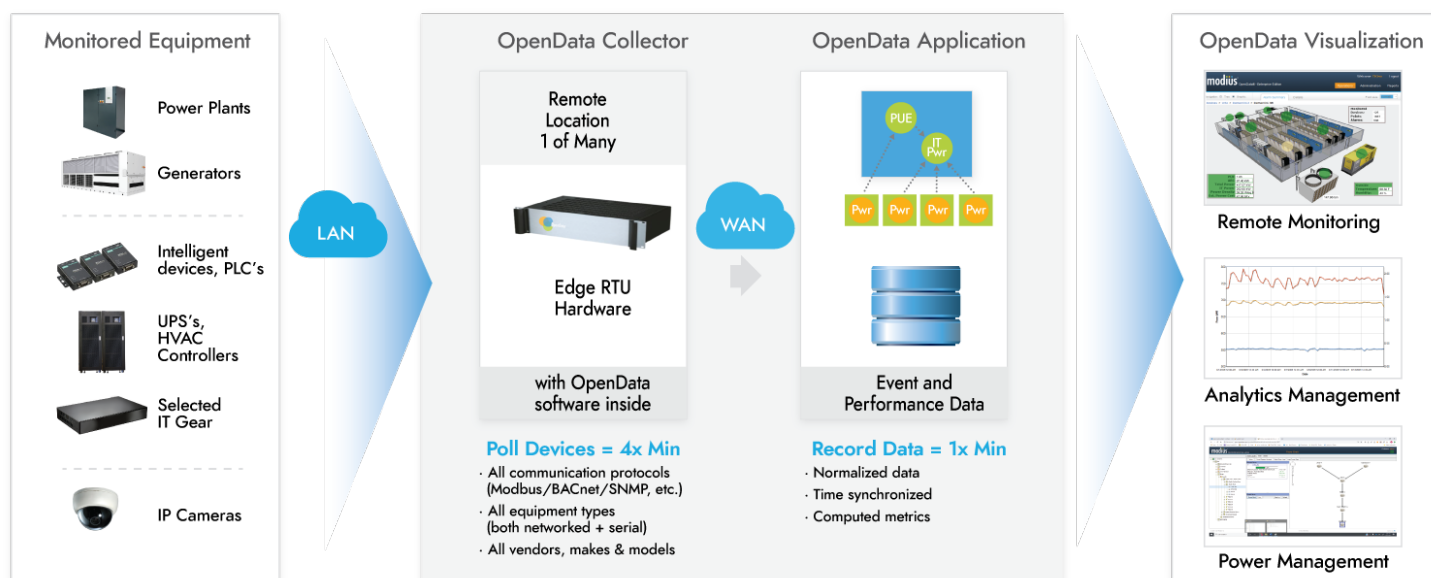 Monitored Equipment
Power Plants
Generators
Intelligent
devices, PLC's
UPS's,
HVAC
Controllers
Selected
IT Gear
IP Cameras
LAN
OpenData Collector
Remote
Location
1 of Many
Edge RTU
Hardware
with OpenData
software inside
Poll Devices = 4x Min
· All communication protocols
(Modbus/BACnet/SNMP, etc.)
· All equipment types
(both networked + serial)
· All vendors, makes & models
WAN
OpenData Application
PUE
IT
Pwr
Pwr Pwr Pwr Pwr
Event and
Performance Data
Record Data = 1x Min
· Normalized data
· Time synchronized
· Computed metrics
OpenData Visualization
modius
Remote Monitoring
Analytics Management
modius
Power Management